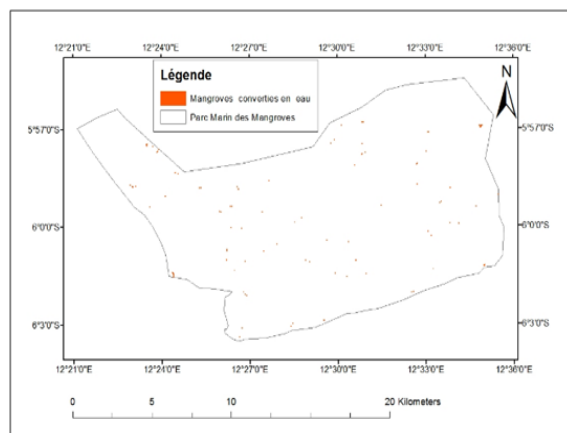 12°21'0"E 12°24'0"E 12°27'0"E 12°30'0"E 12°33'0"E 12°36'0"E
Légende
Mangroves converties en eau
Parc Marin des Mangroves
N
5°57'0"S 5°57'0"S
6°0'0"S 6°0'0"S
6°3'0"S 6°3'0"S
12°21'0"E 12°24'0"E 12°27'0"E 12°30'0"E 12°33'0"E 12°36'0"E
0 5 10 20 Kilometers